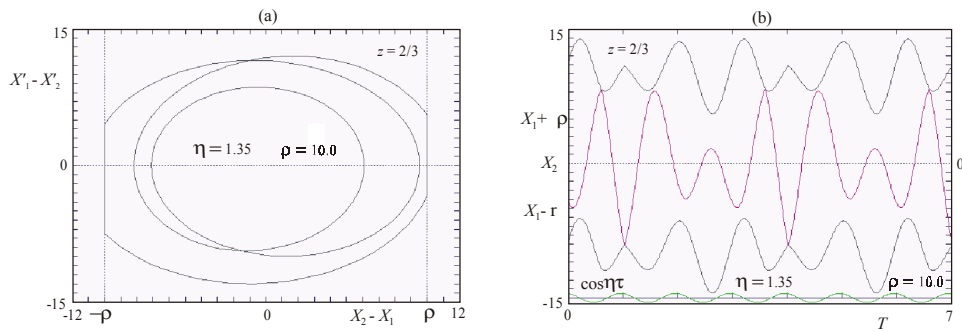 (a)
15
z = 2/3
X'1 - X'2
η = 1.35
ρ = 10.0
0
-15
-12
-ρ
0
X2 - X1
ρ
12
(b)
15
z = 2/3
X1+ ρ
X2
0
X1- r
cosητ
η = 1.35
ρ = 10.0
-15
0
T
7